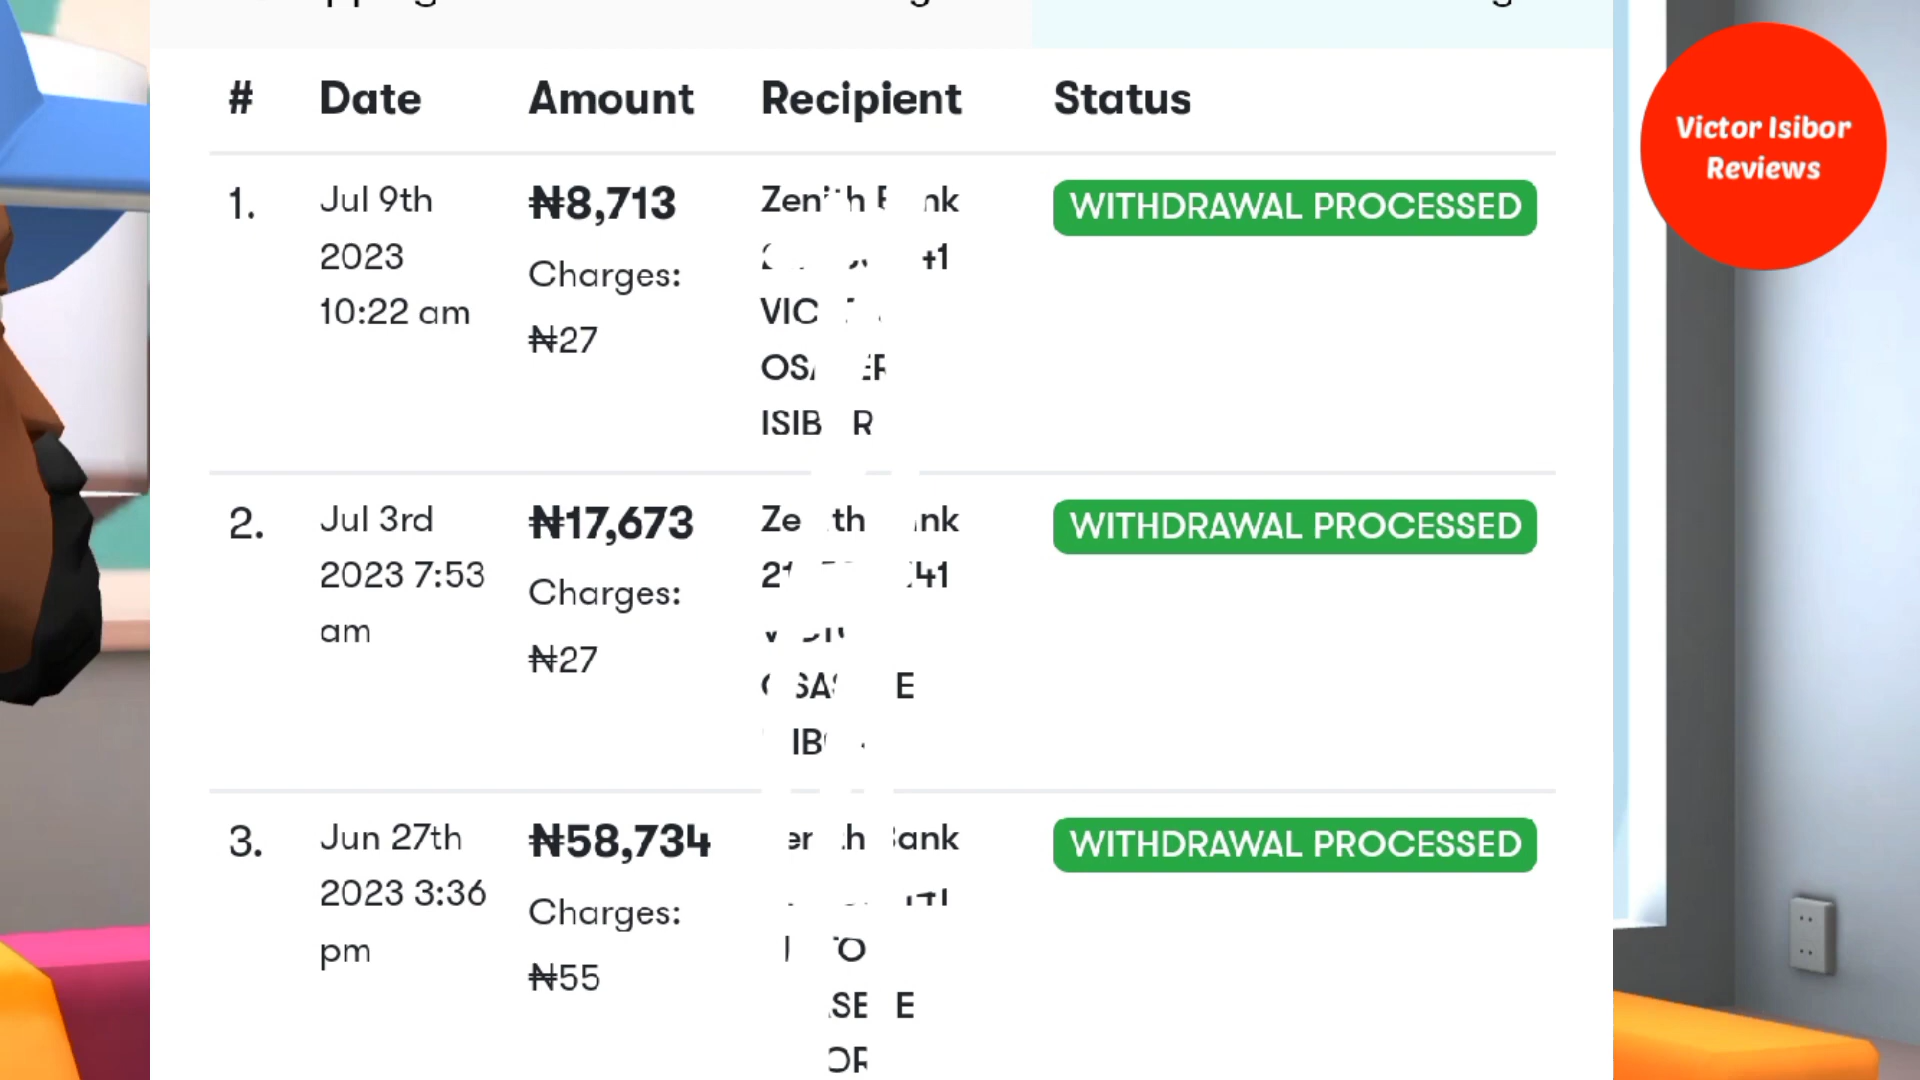 # Date Amount Recipient Status
1. Jul 9th ₦8,713 WITHDRAWAL PROCESSED
2023
10:22 am
Charges:
₦27
2. Jul 3rd ₦17,673 WITHDRAWAL PROCESSED
2023 7:53
am
Charges:
₦27
3. Jun 27th ₦58,734 WITHDRAWAL PROCESSED
2023 3:36
pm
Charges:
₦55
Victor Isibor
Reviews